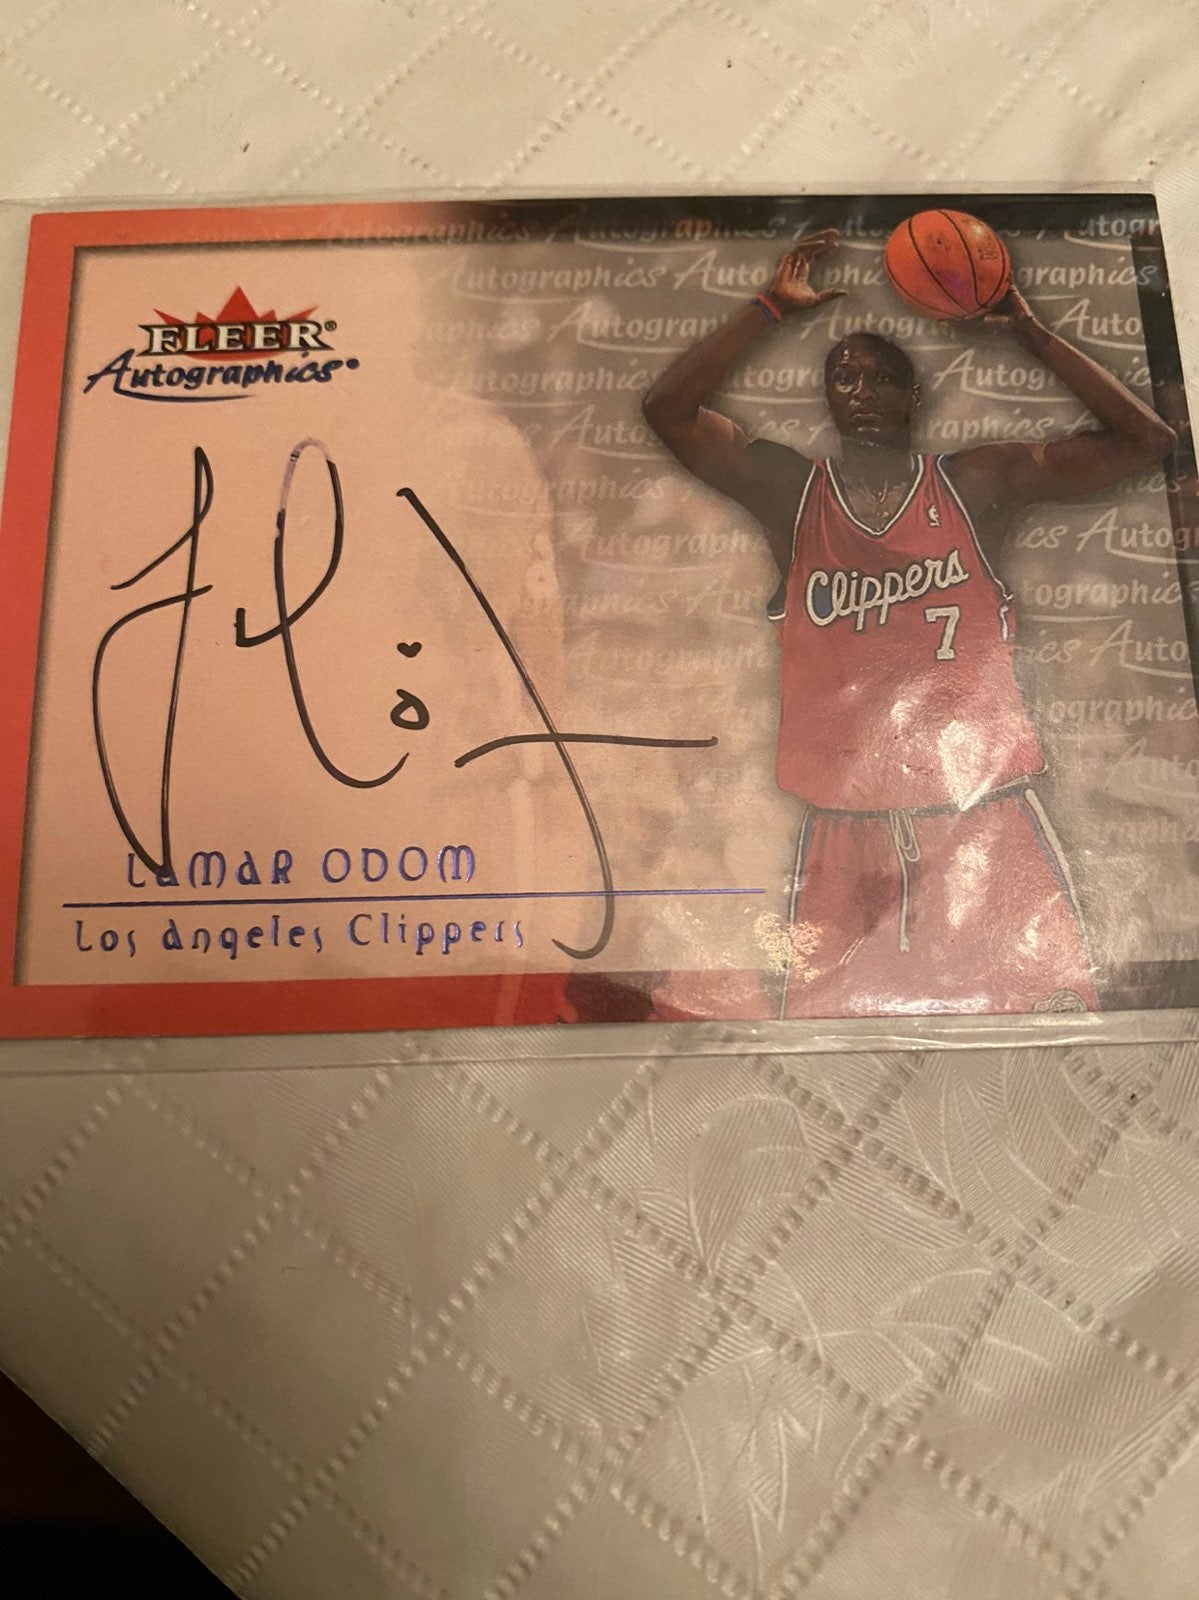 FLEER®
Autographics
Clippers
7
LaMaR ODOM
Los Angeles Clippers